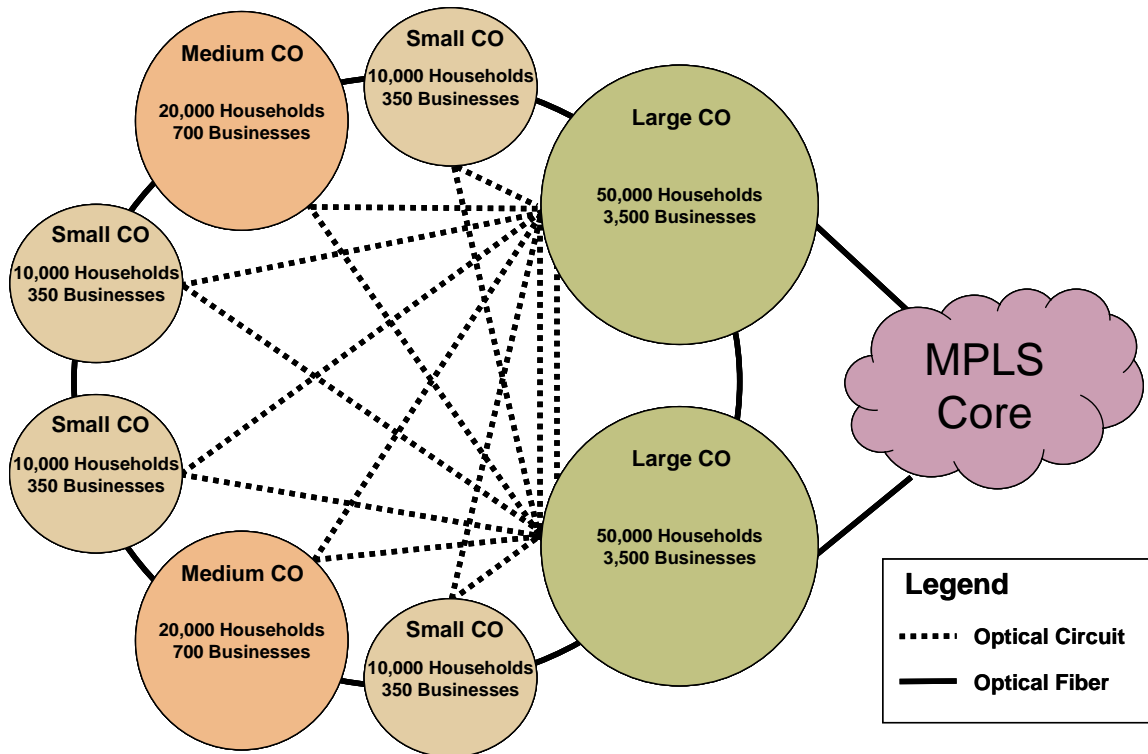 Small CO
10,000 Households
350 Businesses
Medium CO
20,000 Households
700 Businesses
Large CO
50,000 Households
3,500 Businesses
Small CO
10,000 Households
350 Businesses
MPLS
Core
Small CO
10,000 Households
350 Businesses
Large CO
50,000 Households
3,500 Businesses
Medium CO
20,000 Households
700 Businesses
Small CO
10,000 Households
350 Businesses
Legend
Optical Circuit
Optical Fiber